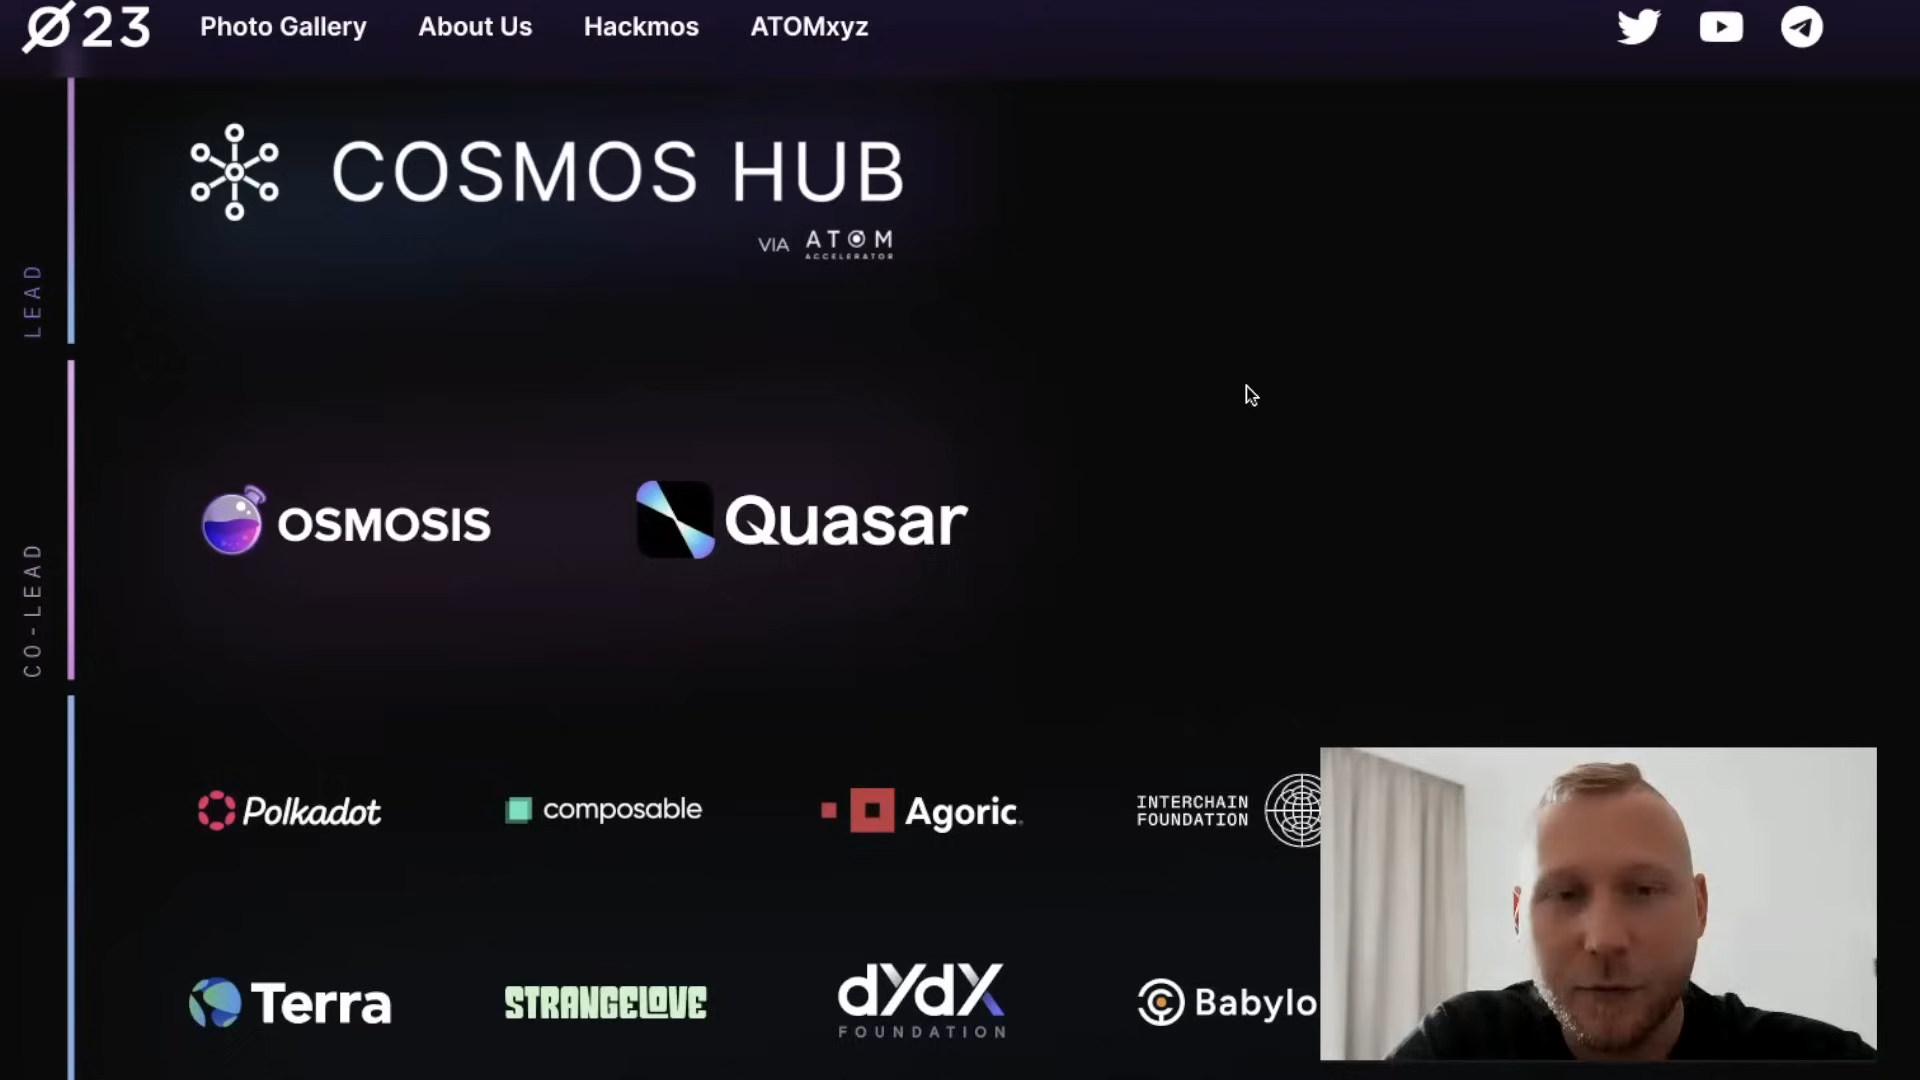 Ø23
Photo Gallery
About Us
Hackmos
ATOMxyz
COSMOS HUB
VIA ATOM
ACCELERATOR
LEAD
OSMOSIS
Quasar
CO-LEAD
Polkadot
composable
Agoric
INTERCHAIN
FOUNDATION
Terra
STRANGELOVE
dYdX
FOUNDATION
Babylo